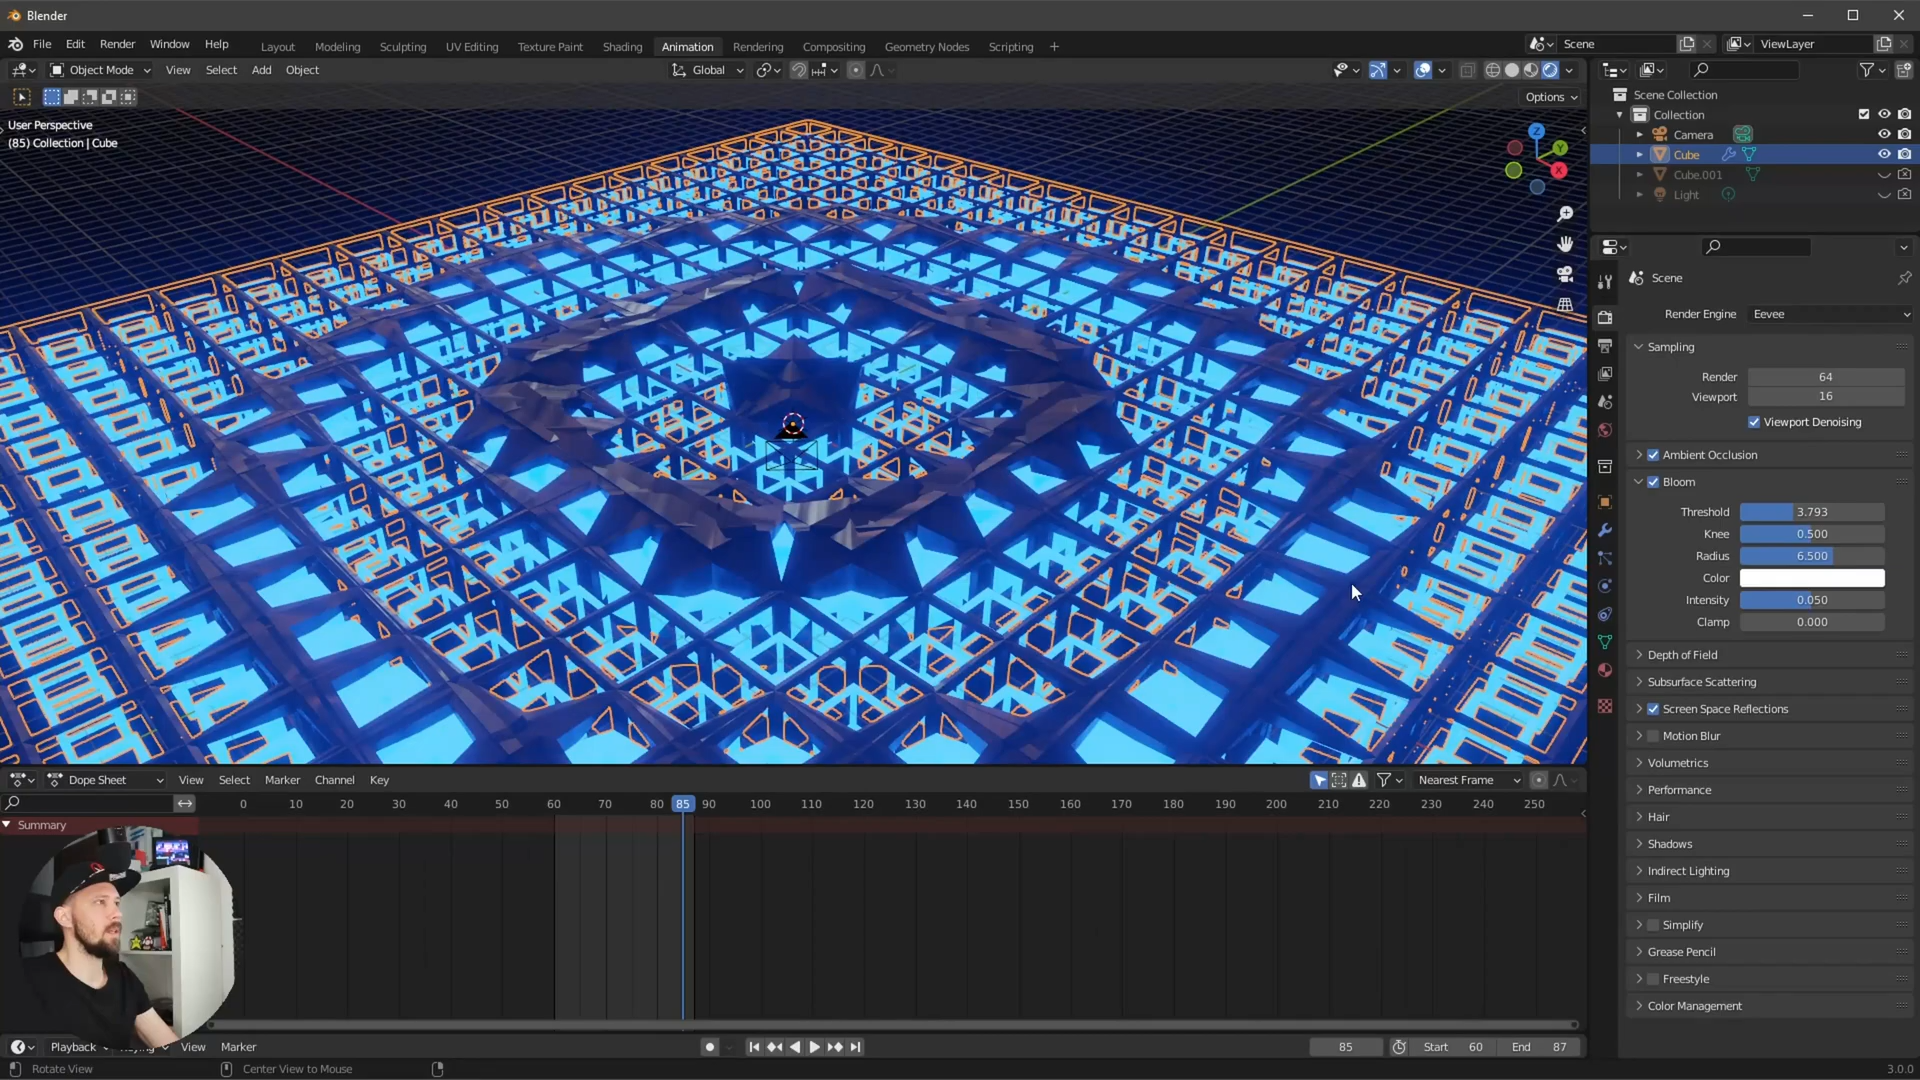 Blender
File Edit Render Window Help
Layout Modeling Sculpting UV Editing Texture Paint Shading Animation Rendering Compositing Geometry Nodes Scripting +
Scene
ViewLayer
Object Mode View Select Add Object
Global
Options
User Perspective
(85) Collection | Cube
Z
Y
X
Scene Collection
Collection
Camera
Cube
Cube.001
Light
Scene
Render Engine Eevee
Sampling
Render 64
Viewport 16
Viewport Denoising
Ambient Occlusion
Bloom
Threshold 3.793
Knee 0.500
Radius 6.500
Color
Intensity 0.050
Clamp 0.000
Depth of Field
Subsurface Scattering
Screen Space Reflections
Motion Blur
Volumetrics
Performance
Hair
Shadows
Indirect Lighting
Film
Simplify
Grease Pencil
Freestyle
Color Management
Dope Sheet View Select Marker Channel Key
Nearest Frame
0 10 20 30 40 50 60 70 80 85 90 100 110 120 130 140 150 160 170 180 190 200 210 220 230 240 250
Summary
Playback View Marker
85 Start 60 End 87
Rotate View Center View to Mouse
3.0.0